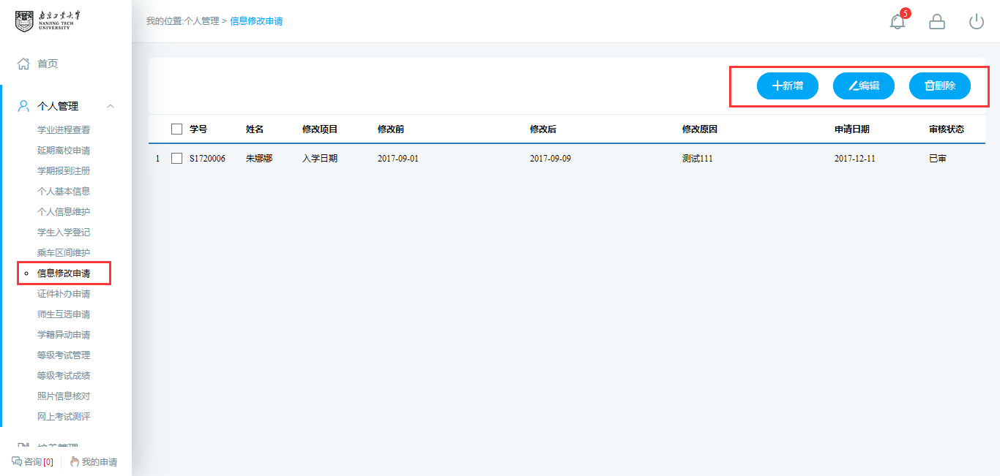 南京工业大学
NANJING TECH
UNIVERSITY
我的位置:个人管理 > 信息修改申请
5
首页
个人管理
学业进程查看
延期离校申请
学期报到注册
个人基本信息
个人信息维护
学生入学登记
乘车区间维护
信息修改申请
证件补办申请
师生互选申请
学籍异动申请
等级考试管理
等级考试成绩
照片信息核对
网上考试测评
咨询[0] 我的申请
新增 编辑 删除
学号 姓名 修改项目 修改前 修改后 修改原因 申请日期 审核状态
1 S1720006 朱娜娜 入学日期 2017-09-01 2017-09-09 测试111 2017-12-11 已审